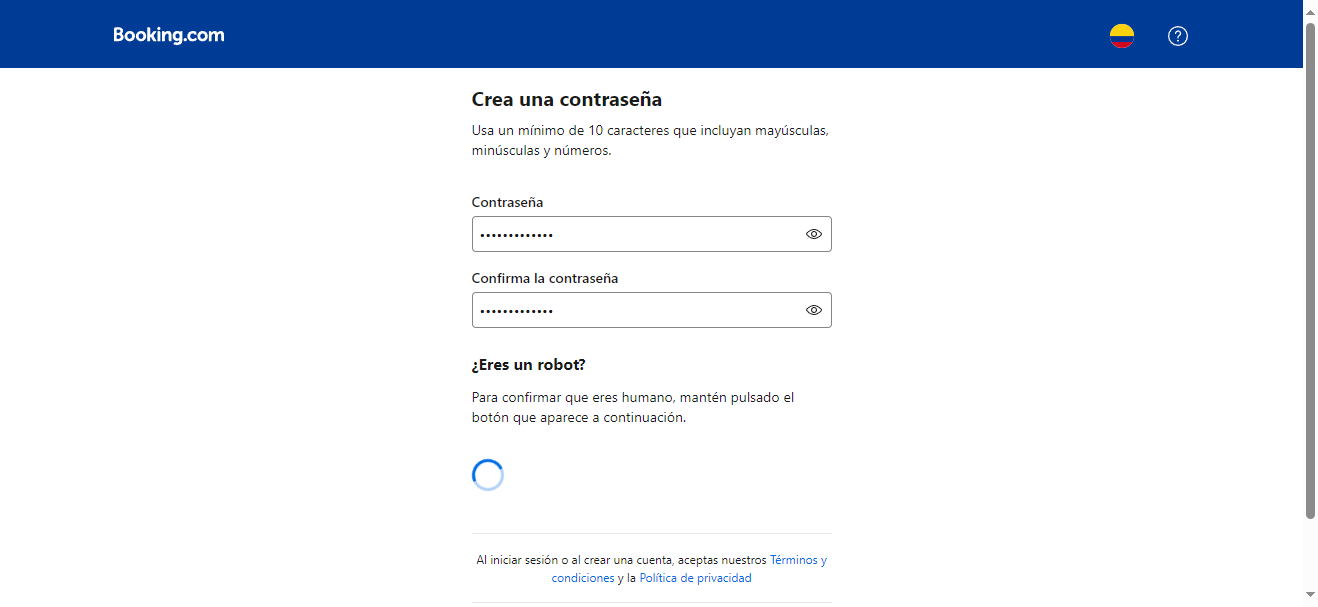 Booking.com
Crea una contraseña
Usa un mínimo de 10 caracteres que incluyan mayúsculas,
minúsculas y números.
Contraseña
•••••••••••••
Confirma la contraseña
•••••••••••••
¿Eres un robot?
Para confirmar que eres humano, mantén pulsado el
botón que aparece a continuación.
Al iniciar sesión o al crear una cuenta, aceptas nuestros Términos y
condiciones y la Política de privacidad